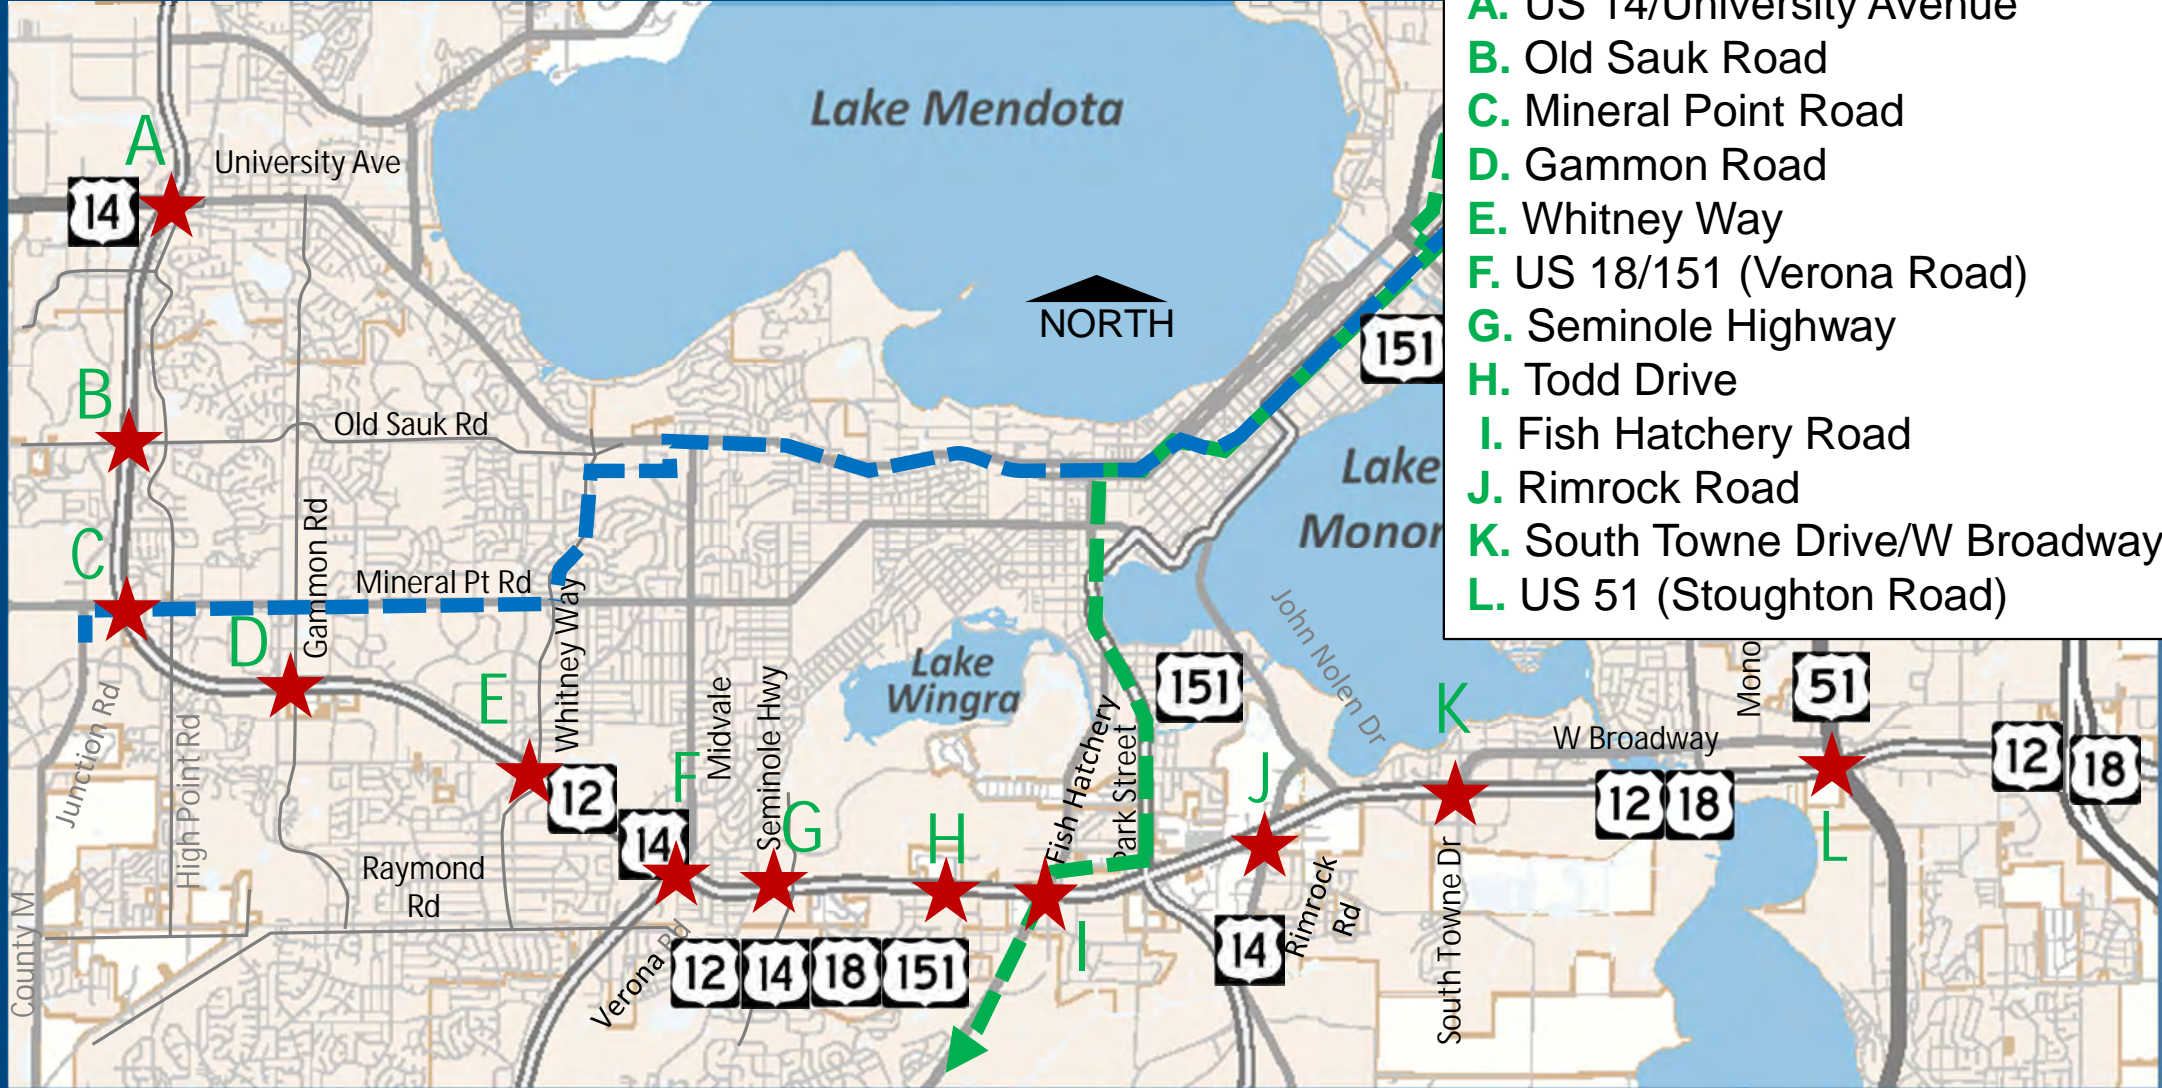 A. US 14/University Avenue
B. Old Sauk Road
C. Mineral Point Road
D. Gammon Road
E. Whitney Way
F. US 18/151 (Verona Road)
G. Seminole Highway
H. Todd Drive
I. Fish Hatchery Road
J. Rimrock Road
K. South Towne Drive/W Broadway
L. US 51 (Stoughton Road)
Lake Mendota
A
University Ave
14
NORTH
151
B
Old Sauk Rd
Lake
Monon
C
Gammon Rd
Mineral Pt Rd
Whitney Way
D
E
John Nolen Dr
Lake
Wingra
151
51
Mono
Junction Rd
High Point Rd
Midvale
Seminole Hwy
Fish Hatchery
Park Street
K
W Broadway
12
18
F
12
14
G
H
J
12
18
L
Raymond
Rd
County M
Verona Rd
12
14
18
151
I
14
Rimrock
Rd
South Towne Dr